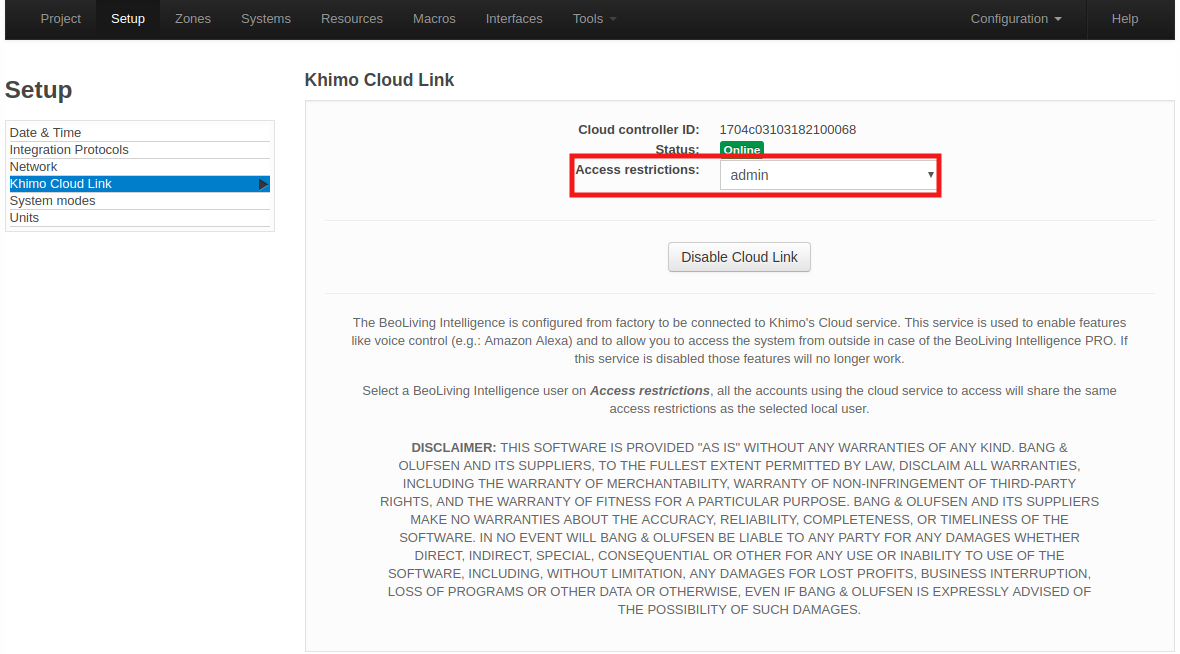 Project Setup Zones Systems Resources Macros Interfaces Tools Configuration Help
Setup
Date & Time
Integration Protocols
Network
Khimo Cloud Link
System modes
Units
Khimo Cloud Link
Cloud controller ID: 1704c03103182100068
Status: Online
Access restrictions: admin
Disable Cloud Link
The BeoLiving Intelligence is configured from factory to be connected to Khimo's Cloud service. This service is used to enable features
like voice control (e.g.: Amazon Alexa) and to allow you to access the system from outside in case of the BeoLiving Intelligence PRO. If
this service is disabled those features will no longer work.
Select a BeoLiving Intelligence user on Access restrictions, all the accounts using the cloud service to access will share the same
access restrictions as the selected local user.
DISCLAIMER: THIS SOFTWARE IS PROVIDED "AS IS" WITHOUT ANY WARRANTIES OF ANY KIND. BANG &
OLUFSEN AND ITS SUPPLIERS, TO THE FULLEST EXTENT PERMITTED BY LAW, DISCLAIM ALL WARRANTIES,
INCLUDING THE WARRANTY OF MERCHANTABILITY, WARRANTY OF NON-INFRINGEMENT OF THIRD-PARTY
RIGHTS, AND THE WARRANTY OF FITNESS FOR A PARTICULAR PURPOSE. BANG & OLUFSEN AND ITS SUPPLIERS
MAKE NO WARRANTIES ABOUT THE ACCURACY, RELIABILITY, COMPLETENESS, OR TIMELINESS OF THE
SOFTWARE. IN NO EVENT WILL BANG & OLUFSEN BE LIABLE TO ANY PARTY FOR ANY DAMAGES WHETHER
DIRECT, INDIRECT, SPECIAL, CONSEQUENTIAL OR OTHER FOR ANY USE OR INABILITY TO USE OF THE
SOFTWARE, INCLUDING, WITHOUT LIMITATION, ANY DAMAGES FOR LOST PROFITS, BUSINESS INTERRUPTION,
LOSS OF PROGRAMS OR OTHER DATA OR OTHERWISE, EVEN IF BANG & OLUFSEN IS EXPRESSLY ADVISED OF
THE POSSIBILITY OF SUCH DAMAGES.